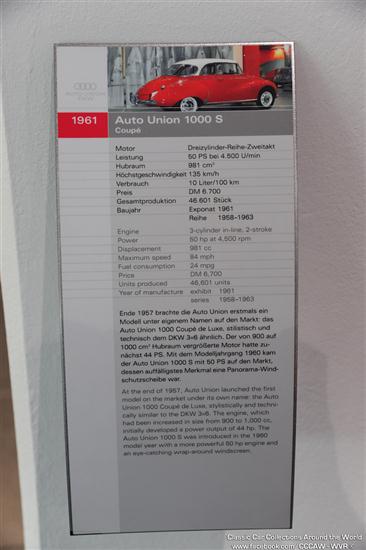 AUTO UNION
DKW
1961 Auto Union 1000 S
Coupé
Motor Dreizylinder-Reihe-Zweitakt
Leistung 50 PS bei 4.500 U/min
Hubraum 981 cm³
Höchstgeschwindigkeit 135 km/h
Verbrauch 10 Liter/100 km
Preis DM 6.700
Gesamtproduktion 46.601 Stück
Baujahr Exponat 1961
Reihe 1958–1963
Engine 3-cylinder in-line, 2-stroke
Power 50 hp at 4,500 rpm
Displacement 981 cc
Maximum speed 84 mph
Fuel consumption 24 mpg
Price DM 6,700
Units produced 46,601 units
Year of manufacture exhibit 1961
series 1958–1963
Ende 1957 brachte die Auto Union erstmals ein
Modell unter eigenem Namen auf den Markt: das
Auto Union 1000 Coupé de Luxe, stilistisch und
technisch dem DKW 3=6 ähnlich. Der von 900 auf
1000 cm³ Hubraum vergrößerte Motor hatte zu-
nächst 44 PS. Mit dem Modelljahrgang 1960 kam
der Auto Union 1000 S mit 50 PS auf den Markt,
dessen auffälligstes Merkmal eine Panorama-Wind-
schutzscheibe war.
At the end of 1957, Auto Union launched the first
model on the market under its own name: the Auto
Union 1000 Coupé de Luxe, stylistically and techni-
cally similar to the DKW 3=6. The engine, which
had been increased in size from 900 to 1,000 cc,
initially developed a power output of 44 hp. The
Auto Union 1000 S was introduced in the 1960
model year with a more powerful 50 hp engine and
an eye-catching wrap-around windscreen.
Classic Car Collections Around the World
www.facebook.com/CCCAW-WVR